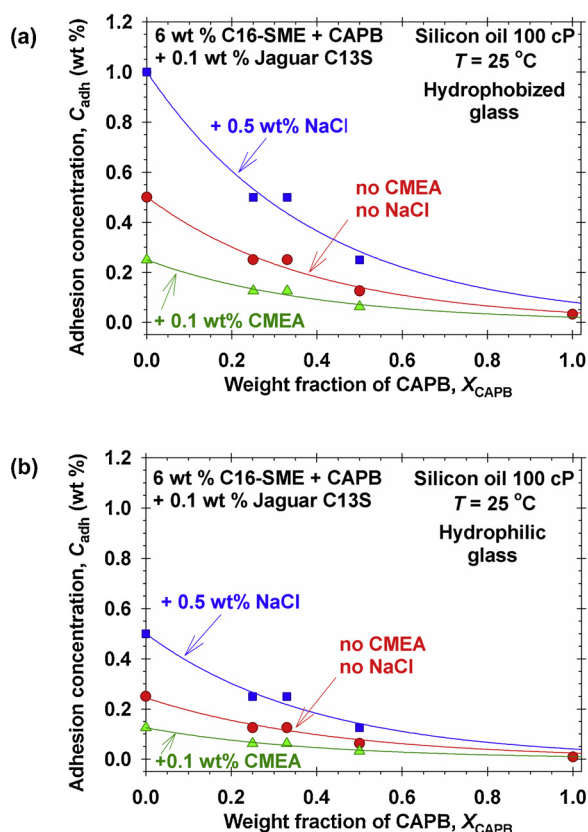 (a)
6 wt % C16-SME + CAPB
+ 0.1 wt % Jaguar C13S
Silicon oil 100 cP
T = 25 °C
Hydrophobized
glass
+ 0.5 wt% NaCl
no CMEA
no NaCl
+ 0.1 wt% CMEA
Adhesion concentration, Cadh (wt %)
1.2
1.0
0.8
0.6
0.4
0.2
0.0
0.0 0.2 0.4 0.6 0.8 1.0
Weight fraction of CAPB, XCAPB
(b)
6 wt % C16-SME + CAPB
+ 0.1 wt % Jaguar C13S
Silicon oil 100 cP
T = 25 °C
Hydrophilic
glass
+ 0.5 wt% NaCl
no CMEA
no NaCl
+0.1 wt% CMEA
Adhesion concentration, Cadh (wt %)
1.2
1.0
0.8
0.6
0.4
0.2
0.0
0.0 0.2 0.4 0.6 0.8 1.0
Weight fraction of CAPB, XCAPB